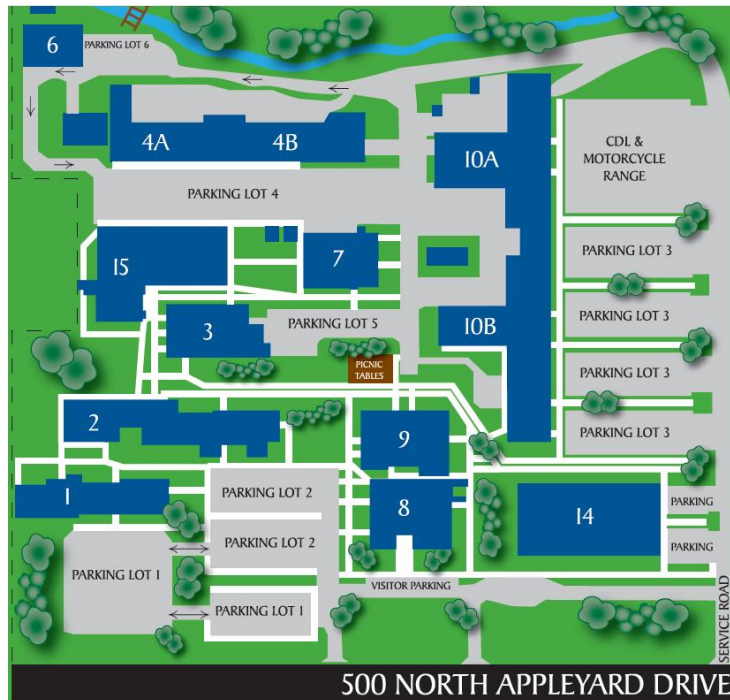 6
PARKING LOT 6
4A
4B
10A
CDL &
MOTORCYCLE
RANGE
PARKING LOT 4
15
7
PARKING LOT 3
3
PARKING LOT 5
10B
PARKING LOT 3
PICNIC
TABLES
PARKING LOT 3
2
9
PARKING LOT 3
1
PARKING LOT 2
8
14
PARKING
PARKING LOT 2
PARKING
PARKING LOT 1
VISITOR PARKING
PARKING LOT 1
SERVICE ROAD
500 NORTH APPLEYARD DRIVE